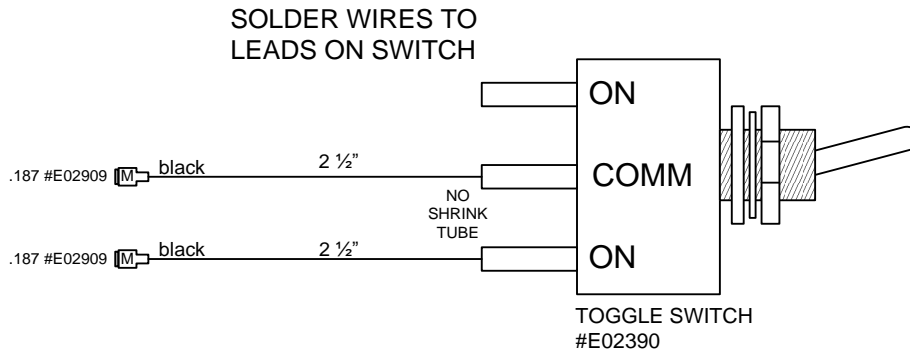 SOLDER WIRES TO
LEADS ON SWITCH
ON
.187 #E02909
M
black
2 ½”
COMM
NO
SHRINK
TUBE
.187 #E02909
M
black
2 ½”
ON
TOGGLE SWITCH
#E02390